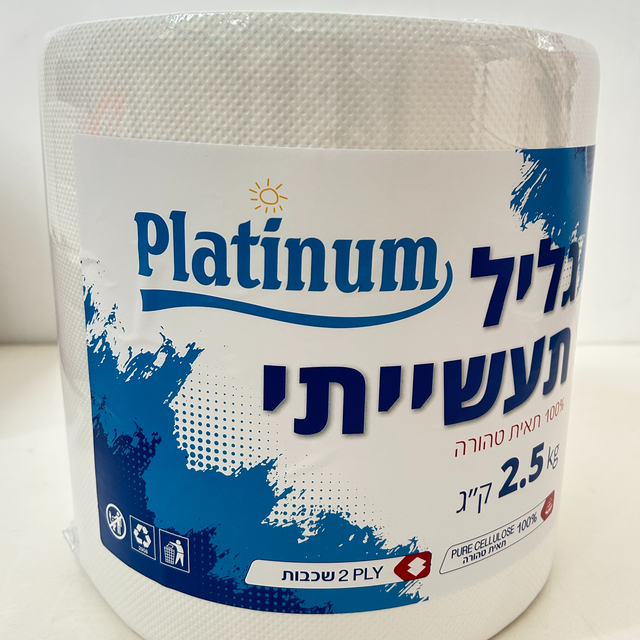 Platinum
גליל
תעשייתי
100% תאית טהורה
2.5 ק״ג kg
PURE CELLULOSE 100%
תאית טהורה
2 PLY שכבות